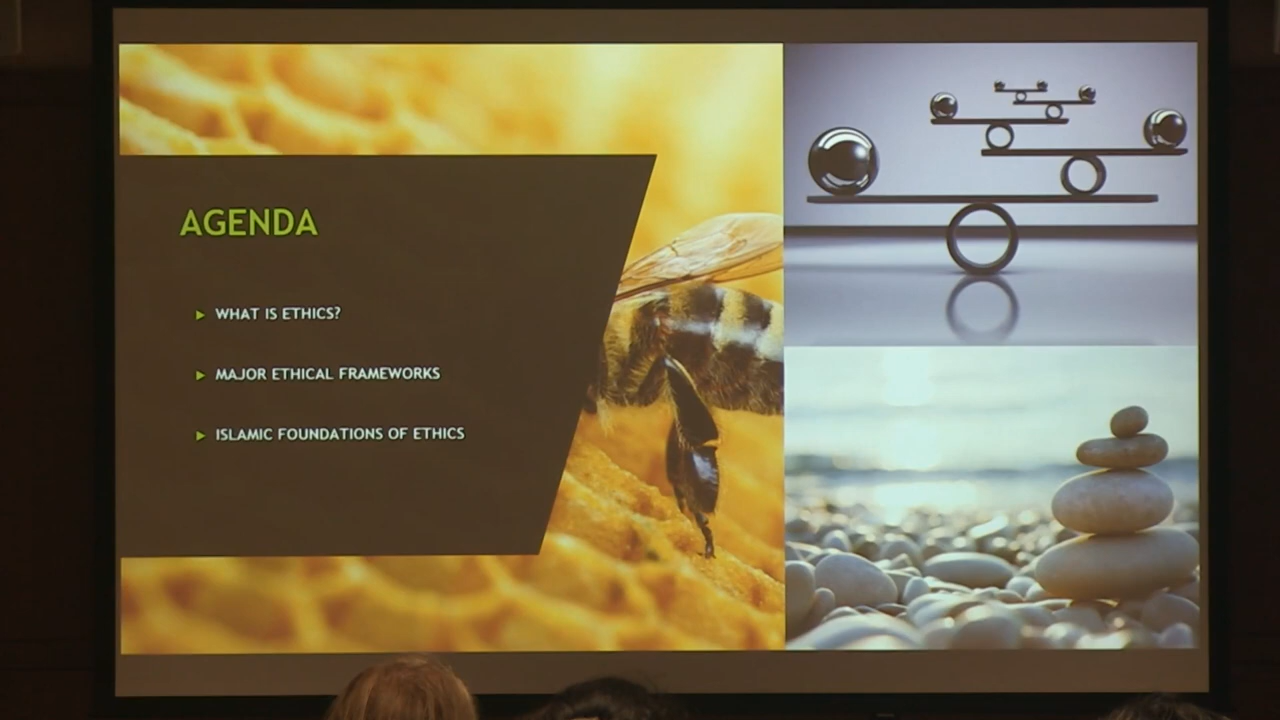 AGENDA
WHAT IS ETHICS?
MAJOR ETHICAL FRAMEWORKS
ISLAMIC FOUNDATIONS OF ETHICS